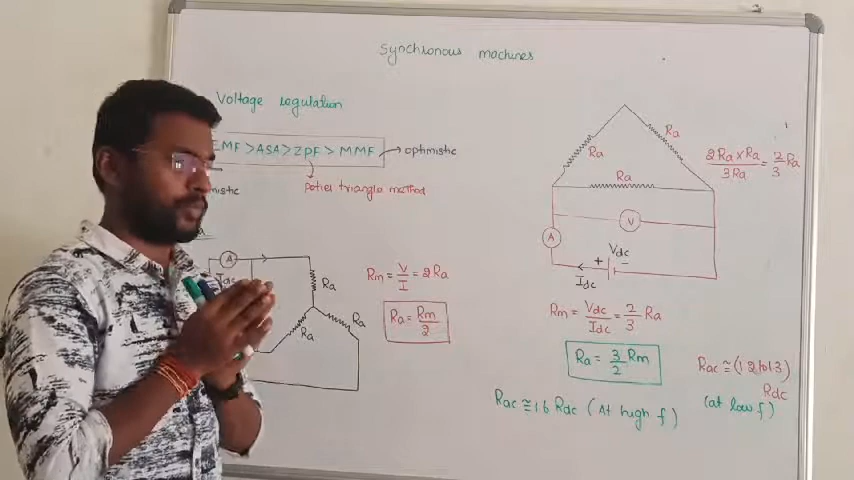 Synchronous machines
Voltage regulation
EMF > ASA > ZPF > MMF → optimistic
mistic
Potier triangle method
A
Idc
Ra
Ra
Ra
Rm = V/I = 2Ra
Ra = Rm/2
Ra
Ra
Ra
2Ra x Ra/3Ra = 2/3 Ra
V
A
Vdc
+ -
Idc
Rm = Vdc/Idc = 2/3 Ra
Ra = 3/2 Rm
Rac ≅ 1.6 Rdc (At high f)
Rac ≅ (1.2 to 1.3)
Rdc
(at low f)